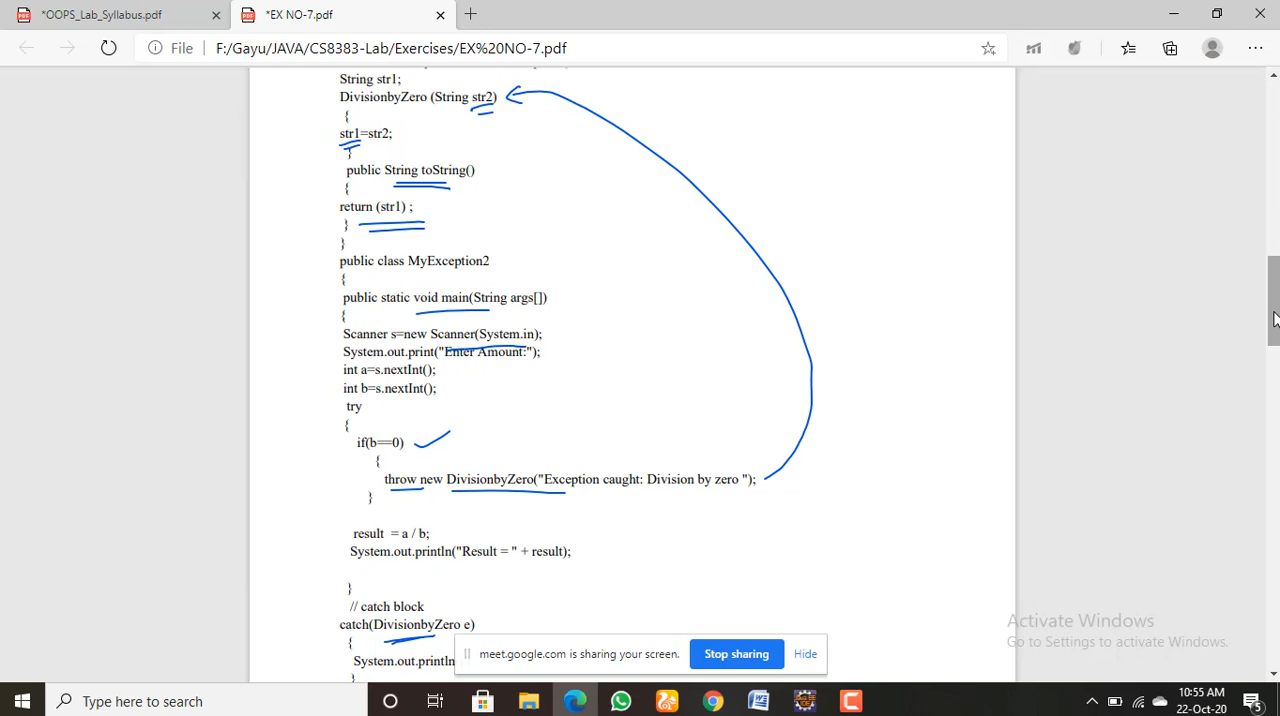 *OOPS_Lab_Syllabus.pdf
*EX NO-7.pdf
File
F:/Gayu/JAVA/CS8383-Lab/Exercises/EX%20NO-7.pdf
String str1;
DivisionbyZero (String str2)
{
str1=str2;
}
public String toString()
{
return (str1) ;
}
}
public class MyException2
{
public static void main(String args[])
{
Scanner s=new Scanner(System.in);
System.out.print("Enter Amount:");
int a=s.nextInt();
int b=s.nextInt();
try
{
if(b==0)
{
throw new DivisionbyZero("Exception caught: Division by zero ");
}
result = a / b;
System.out.println("Result = " + result);
}
// catch block
catch(DivisionbyZero e)
{
System.out.println
}
meet.google.com is sharing your screen.
Stop sharing
Hide
Activate Windows
Go to Settings to activate Windows.
Type here to search
10:55 AM
22-Oct-20
5